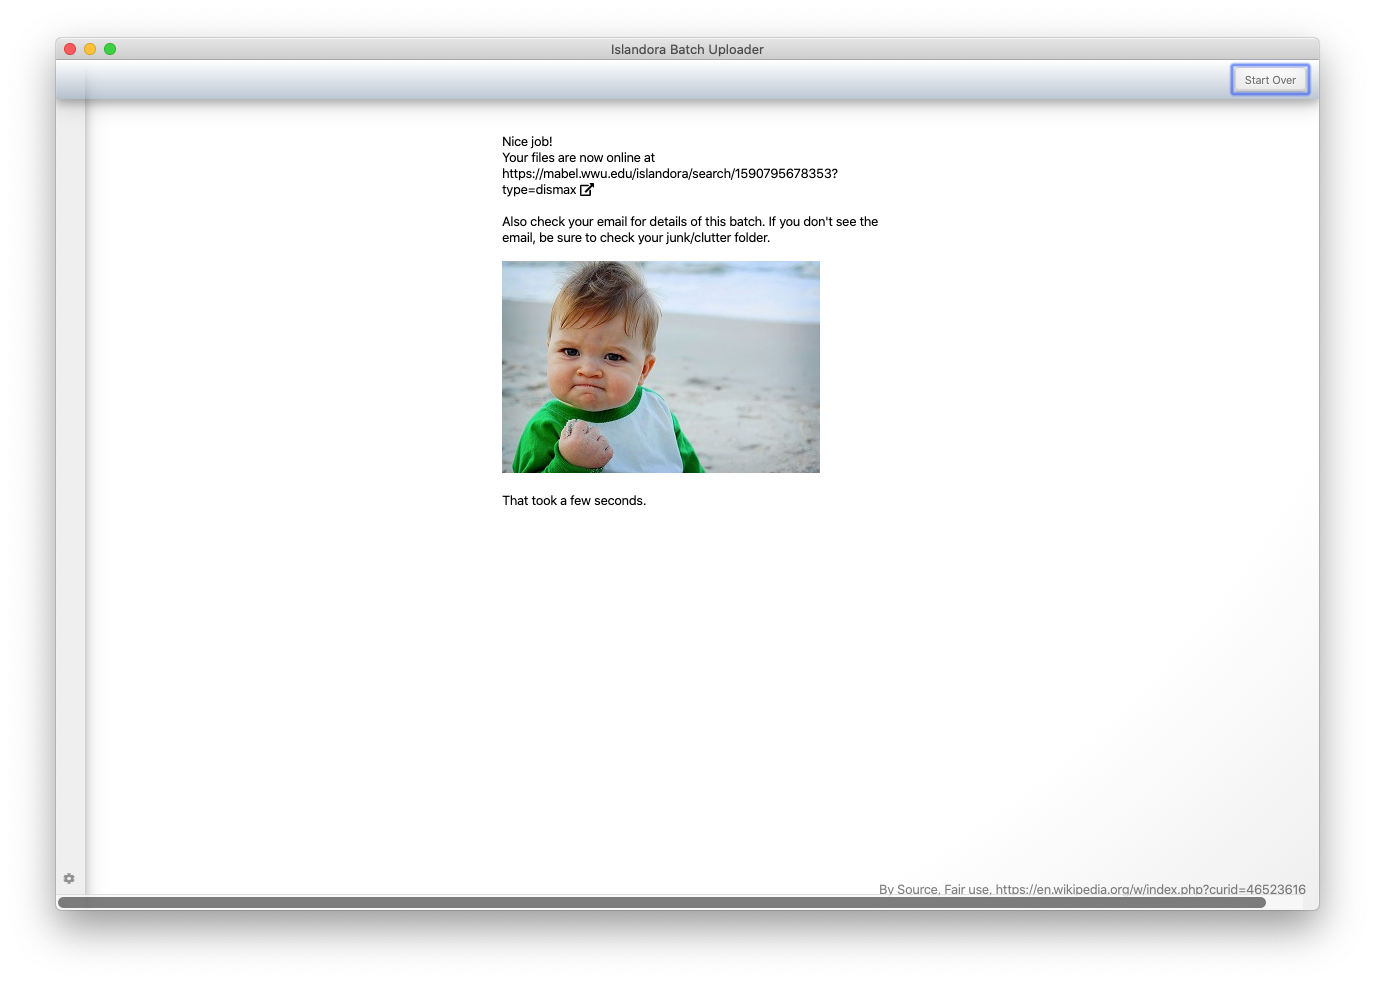 Islandora Batch Uploader
Start Over
Nice job!
Your files are now online at
https://mabel.wwu.edu/islandora/search/1590795678353?
type=dismax
Also check your email for details of this batch. If you don't see the
email, be sure to check your junk/clutter folder.
That took a few seconds.
By Source, Fair use, https://en.wikipedia.org/w/index.php?curid=46523616